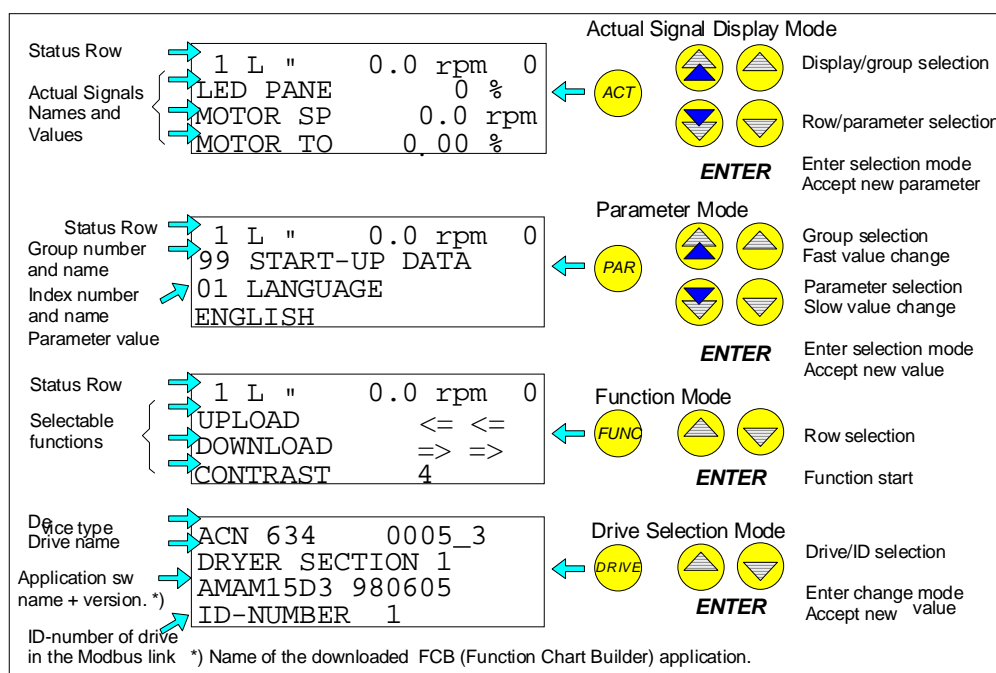 Actual Signal Display Mode
Status Row
Actual Signals
Names and
Values
1 L " 0.0 rpm 0
LED PANE 0 %
MOTOR SP 0.0 rpm
MOTOR TO 0.00 %
ACT
Display/group selection
Row/parameter selection
ENTER
Enter selection mode
Accept new parameter
Parameter Mode
Status Row
Group number
and name
Index number
and name
Parameter value
1 L " 0.0 rpm 0
99 START-UP DATA
01 LANGUAGE
ENGLISH
PAR
Group selection
Fast value change
Parameter selection
Slow value change
ENTER
Enter selection mode
Accept new value
Status Row
Selectable
functions
1 L " 0.0 rpm 0
UPLOAD <= <=
DOWNLOAD => =>
CONTRAST 4
Function Mode
FUNC
Row selection
ENTER
Function start
Device type
Drive name
Application sw
name + version. *)
ID-number of drive
in the Modbus link
ACN 634 0005_3
DRYER SECTION 1
AMAM15D3 980605
ID-NUMBER 1
Drive Selection Mode
DRIVE
Drive/ID selection
ENTER
Enter change mode
Accept new value
*) Name of the downloaded FCB (Function Chart Builder) application.